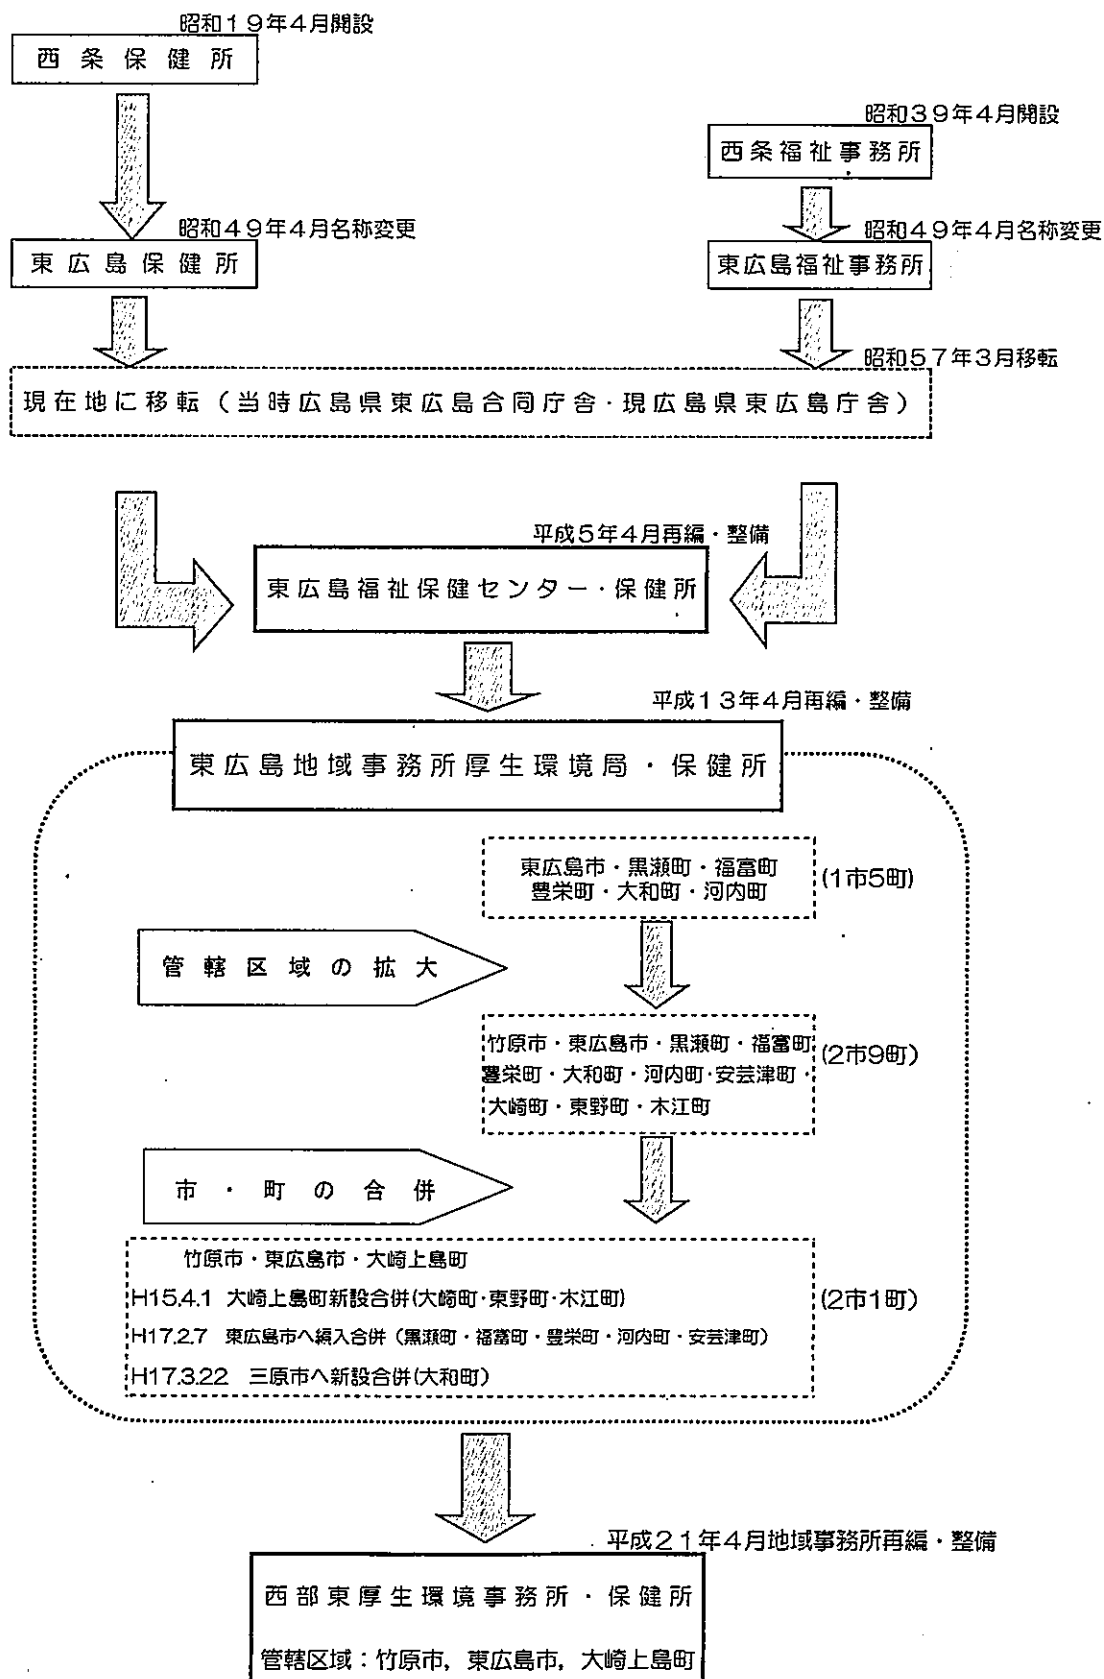 昭和19年4月開設
西条保健所
昭和39年4月開設
西条福祉事務所
昭和49年4月名称変更
東広島保健所
昭和49年4月名称変更
東広島福祉事務所
昭和57年3月移転
現在地に移転（当時広島県東広島合同庁舎・現広島県東広島庁舎）
平成5年4月再編・整備
東広島福祉保健センター・保健所
平成13年4月再編・整備
東広島地域事務所厚生環境局・保健所
東広島市・黒瀬町・福富町
豊栄町・大和町・河内町
(1市5町)
管轄区域の拡大
竹原市・東広島市・黒瀬町・福富町
豊栄町・大和町・河内町・安芸津町・
大崎町・東野町・木江町
(2市9町)
市・町の合併
竹原市・東広島市・大崎上島町
H15.4.1 大崎上島町新設合併(大崎町・東野町・木江町)
H17.2.7 東広島市へ編入合併（黒瀬町・福富町・豊栄町・河内町・安芸津町）
H17.3.22 三原市へ新設合併(大和町)
(2市1町)
平成21年4月地域事務所再編・整備
西部東厚生環境事務所・保健所
管轄区域：竹原市，東広島市，大崎上島町